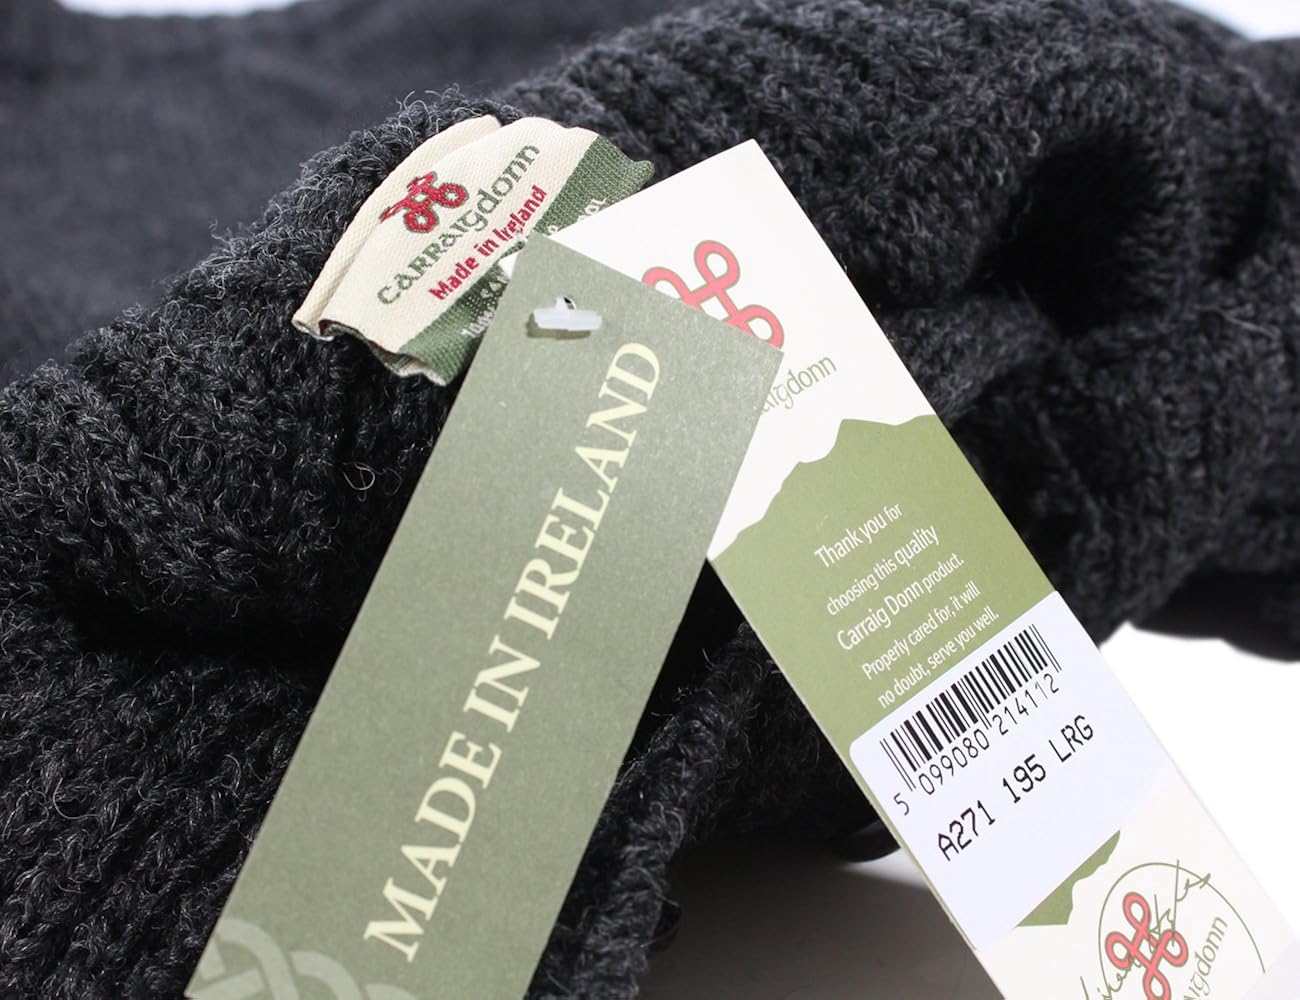 Carraigdonn
Made in Ireland
MADE IN IRELAND
Thank you for
choosing this quality
Carraig Donn product.
Properly cared for, it will
no doubt, serve you well.
5 099080 214112
A271 195 LRG